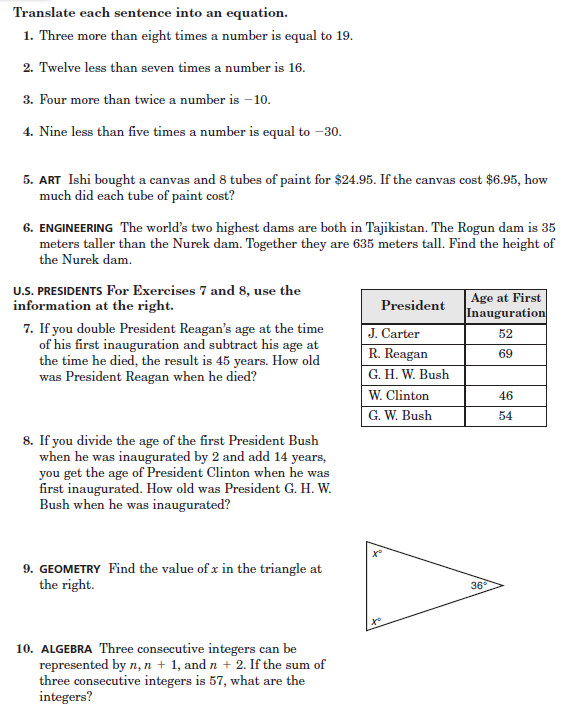 Translate each sentence into an equation.
1. Three more than eight times a number is equal to 19.
2. Twelve less than seven times a number is 16.
3. Four more than twice a number is −10.
4. Nine less than five times a number is equal to −30.
5. ART Ishi bought a canvas and 8 tubes of paint for $24.95. If the canvas cost $6.95, how
much did each tube of paint cost?
6. ENGINEERING The world's two highest dams are both in Tajikistan. The Rogun dam is 35
meters taller than the Nurek dam. Together they are 635 meters tall. Find the height of
the Nurek dam.
U.S. PRESIDENTS For Exercises 7 and 8, use the
information at the right.
7. If you double President Reagan's age at the time
of his first inauguration and subtract his age at
the time he died, the result is 45 years. How old
was President Reagan when he died?
President Age at First
Inauguration
J. Carter 52
R. Reagan 69
G. H. W. Bush
W. Clinton 46
G. W. Bush 54
8. If you divide the age of the first President Bush
when he was inaugurated by 2 and add 14 years,
you get the age of President Clinton when he was
first inaugurated. How old was President G. H. W.
Bush when he was inaugurated?
9. GEOMETRY Find the value of x in the triangle at
the right.
x°
36°
x°
10. ALGEBRA Three consecutive integers can be
represented by n, n + 1, and n + 2. If the sum of
three consecutive integers is 57, what are the
integers?